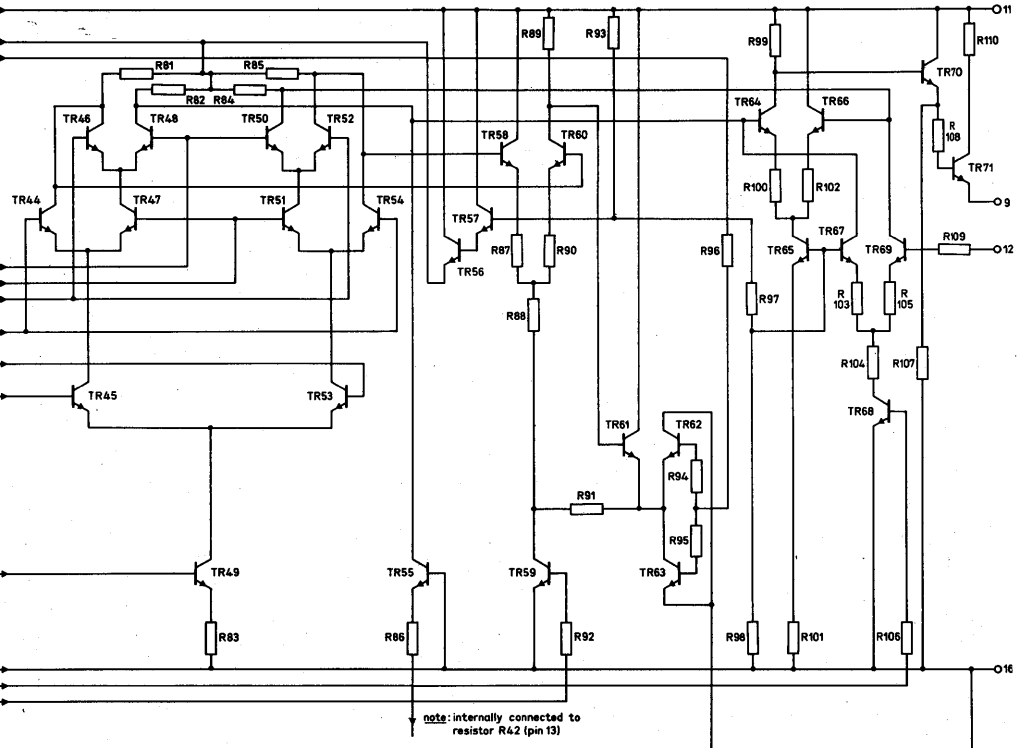 11
R89
R93
R99
R110
R81
R85
TR70
R82
R84
TR64
TR66
TR46
TR48
TR50
TR52
TR58
TR60
R
108
TR71
R100
R102
TR44
TR47
TR51
TR54
TR57
9
TR67
R109
12
R87
R90
R96
TR65
TR69
TR56
R97
R
103
R
105
R88
R104
R107
TR45
TR53
TR68
TR61
TR62
R94
R91
R95
TR49
TR55
TR59
TR63
R83
R86
R92
R98
R101
R106
16
note: internally connected to
resistor R42 (pin 13)